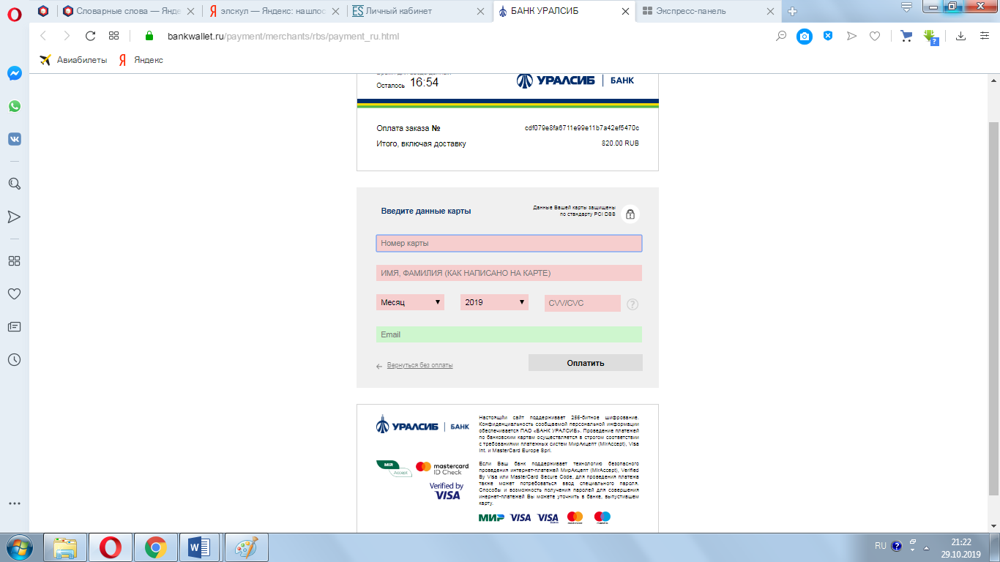 Словарные слова — Янде
элскул — Яндекс: нашлос
ES Личный кабинет
БАНК УРАЛСИБ
Экспресс-панель
bankwallet.ru/payment/merchants/rbs/payment_ru.html
Авиабилеты
Яндекс
Осталось 16:54
УРАЛСИБ | БАНК
Оплата заказа №
cdf079e8fa6711e99e11b7a42ef5470c
Итого, включая доставку
820.00 RUB
Введите данные карты
Данные Вашей карты защищены
по стандарту PCI DSS
Номер карты
ИМЯ, ФАМИЛИЯ (КАК НАПИСАНО НА КАРТЕ)
Месяц
2019
CVV/CVC
Email
Вернуться без оплаты
Оплатить
УРАЛСИБ | БАНК
Настоящйи сайт поддерживает 256-битное шифрование.
Конфиденциальность сообщаемой персональной информации
обеспечивается ПАО «БАНК УРАЛСИБ». Проведение платежей
по банковским картам осуществляется в строгом соответствии
с требованиями платежных систем МирАкцепт (MirAccept), Visa
Int. и MasterCard Europe Sprl.
MIR Accept
mastercard
ID Check
Verified by
VISA
Если Ваш банк поддерживает технологию безопасного
проведения интернет-платежей МирАкцепт (MirAccept), Verified
By Visa или MasterCard Secure Code, для проведения платежа
также может потребоваться ввод специального пароля.
Способы и возможность получения паролей для совершения
инернет-платежей Вы можете уточнить в банке, выпустившем
карту.
МИР VISA VISA
RU
21:22
29.10.2019